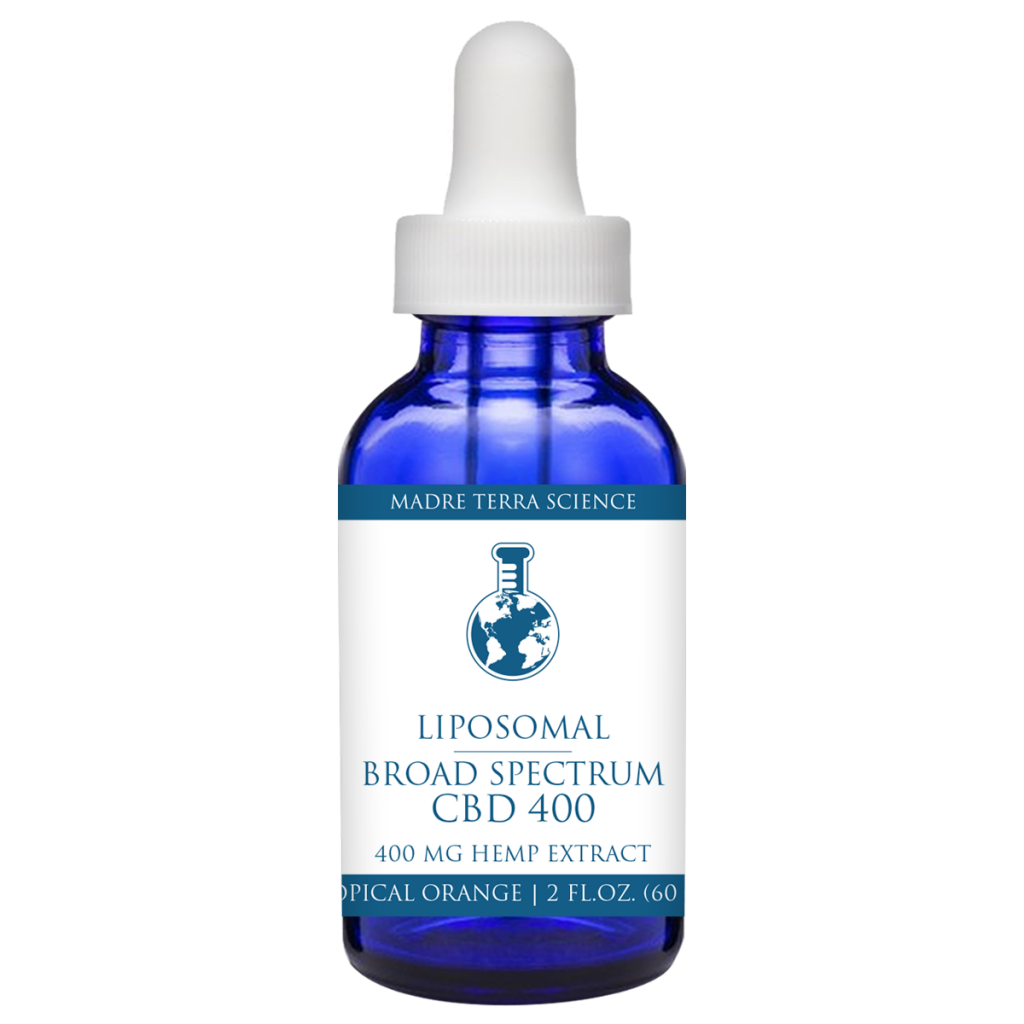 MADRE TERRA SCIENCE
LIPOSOMAL
BROAD SPECTRUM
CBD 400
400 MG HEMP EXTRACT
OPICAL ORANGE | 2 FL.OZ. (60